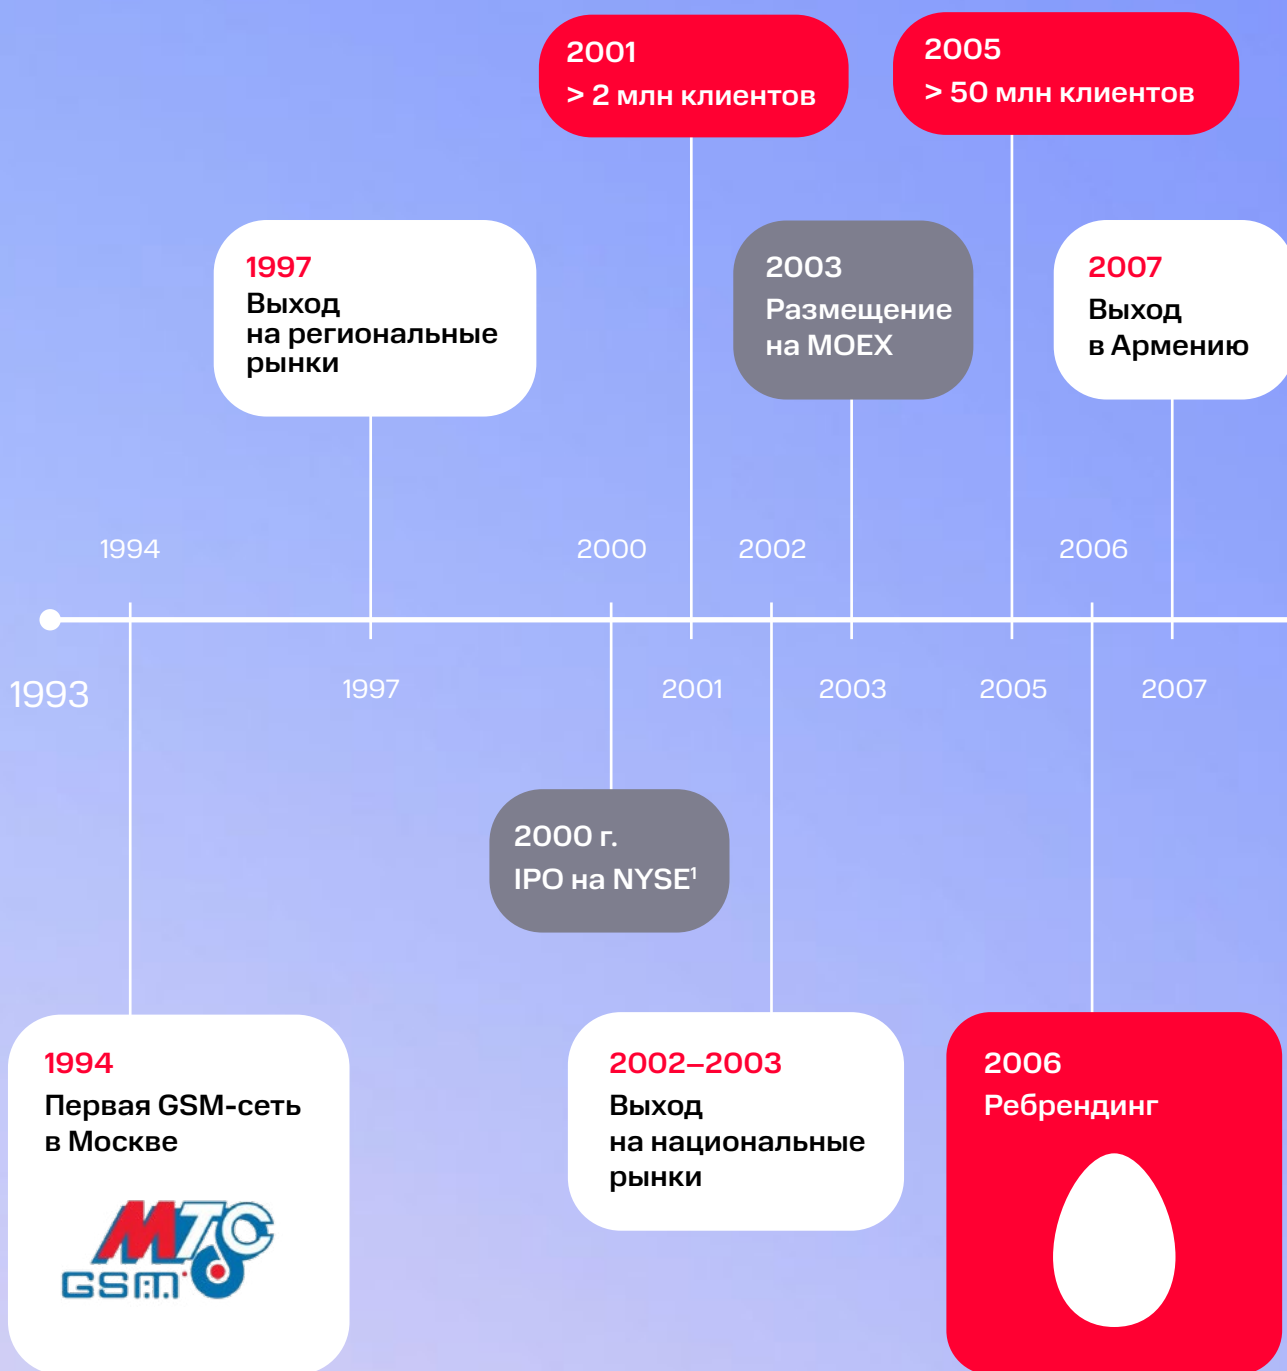 2001
> 2 млн клиентов
2005
> 50 млн клиентов
1997
Выход
на региональные
рынки
2003
Размещение
на MOEX
2007
Выход
в Армению
1994
2000
2002
2006
1993
1997
2001
2003
2005
2007
2000 г.
IPO на NYSE¹
1994
Первая GSM-сеть
в Москве
МТС
GSM
2002–2003
Выход
на национальные
рынки
2006
Ребрендинг